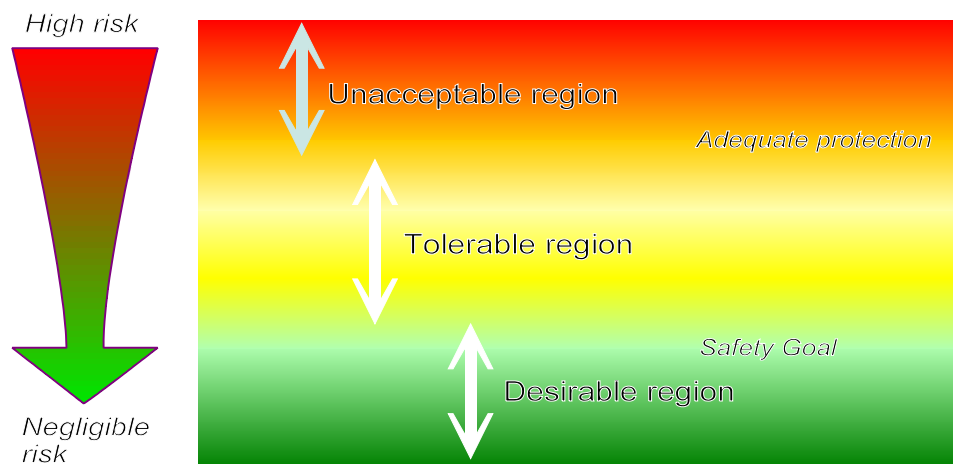 High risk
Unacceptable region
Adequate protection
Tolerable region
Safety Goal
Desirable region
Negligible
risk